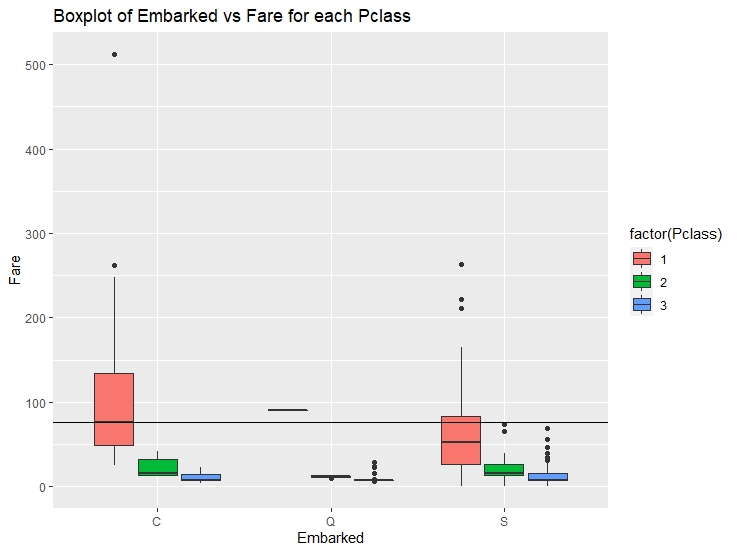 Boxplot of Embarked vs Fare for each Pclass
500
400
300
200
100
0
Fare
C
Q
S
Embarked
factor(Pclass)
1
2
3